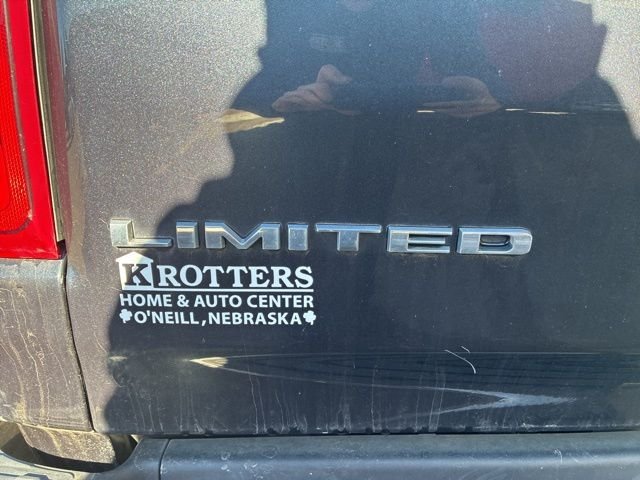 LIMITED
KROTTERS
HOME & AUTO CENTER
O'NEILL, NEBRASKA